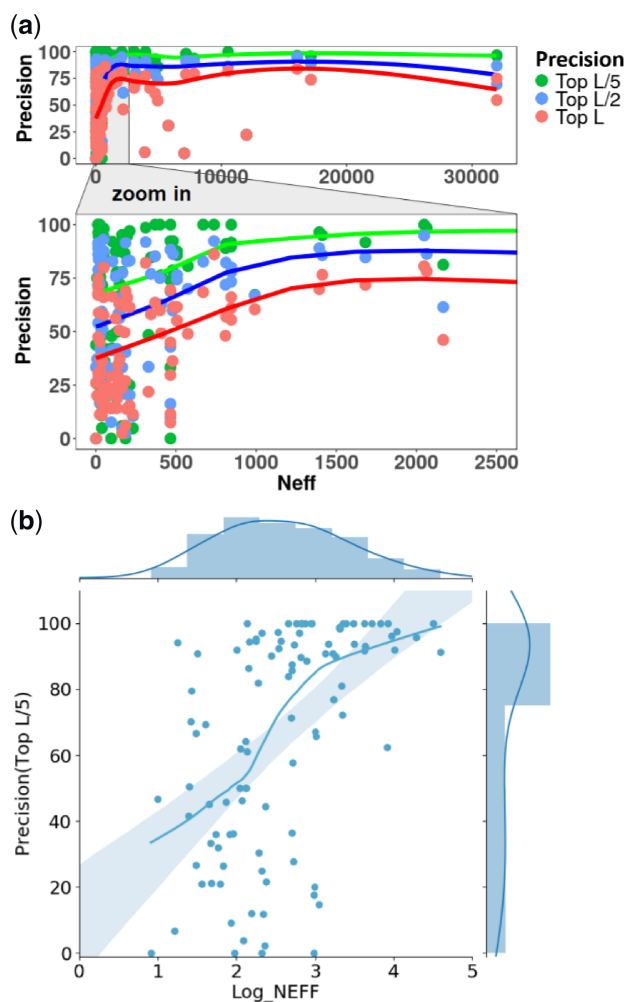 (a)
Precision
100
75
50
25
0
0 10000 20000 30000
Precision
Top L/5
Top L/2
Top L
zoom in
Precision
100
75
50
25
0
0 500 1000 1500 2000 2500
Neff
(b)
Precision(Top L/5)
100
80
60
40
20
0
0 1 2 3 4 5
Log_NEFF